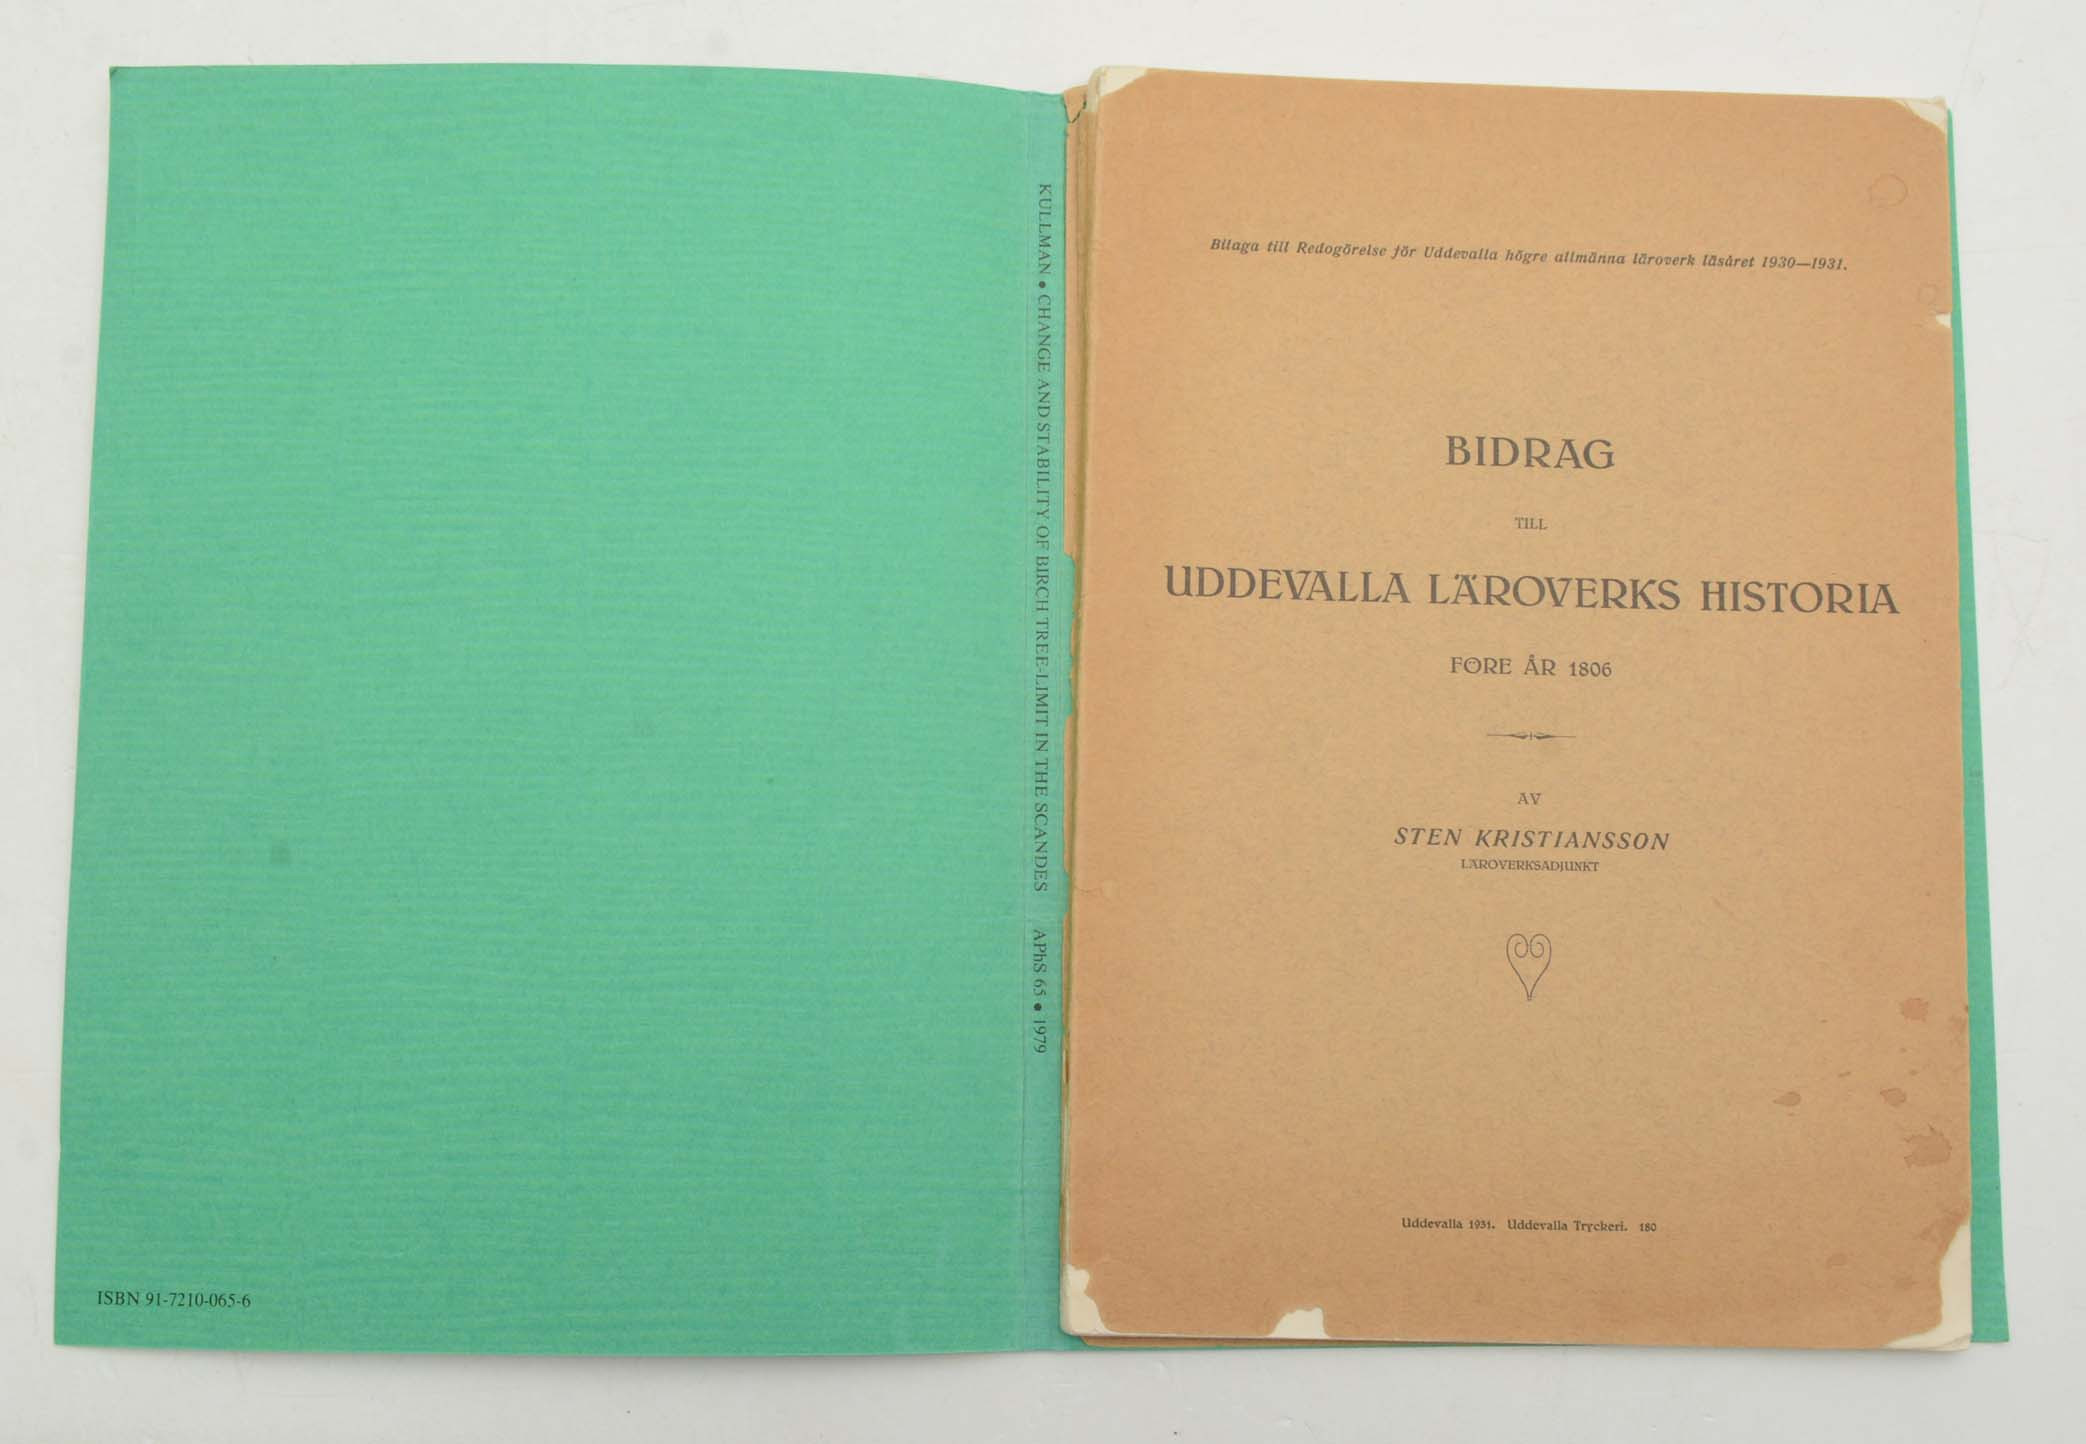 KULLMAN • CHANGE AND STABILITY OF BIRCH TREE-LIMIT IN THE SCANDES APhS 65 • 1979
ISBN 91-7210-065-6
Bilaga till Redogörelse för Uddevalla högre allmänna läroverk läsåret 1930—1931.
BIDRAG
TILL
UDDEVALLA LÄROVERKS HISTORIA
FÖRE ÅR 1806
AV
STEN KRISTIANSSON
LÄROVERKSADJUNKT
Uddevalla 1931. Uddevalla Tryckeri. 180